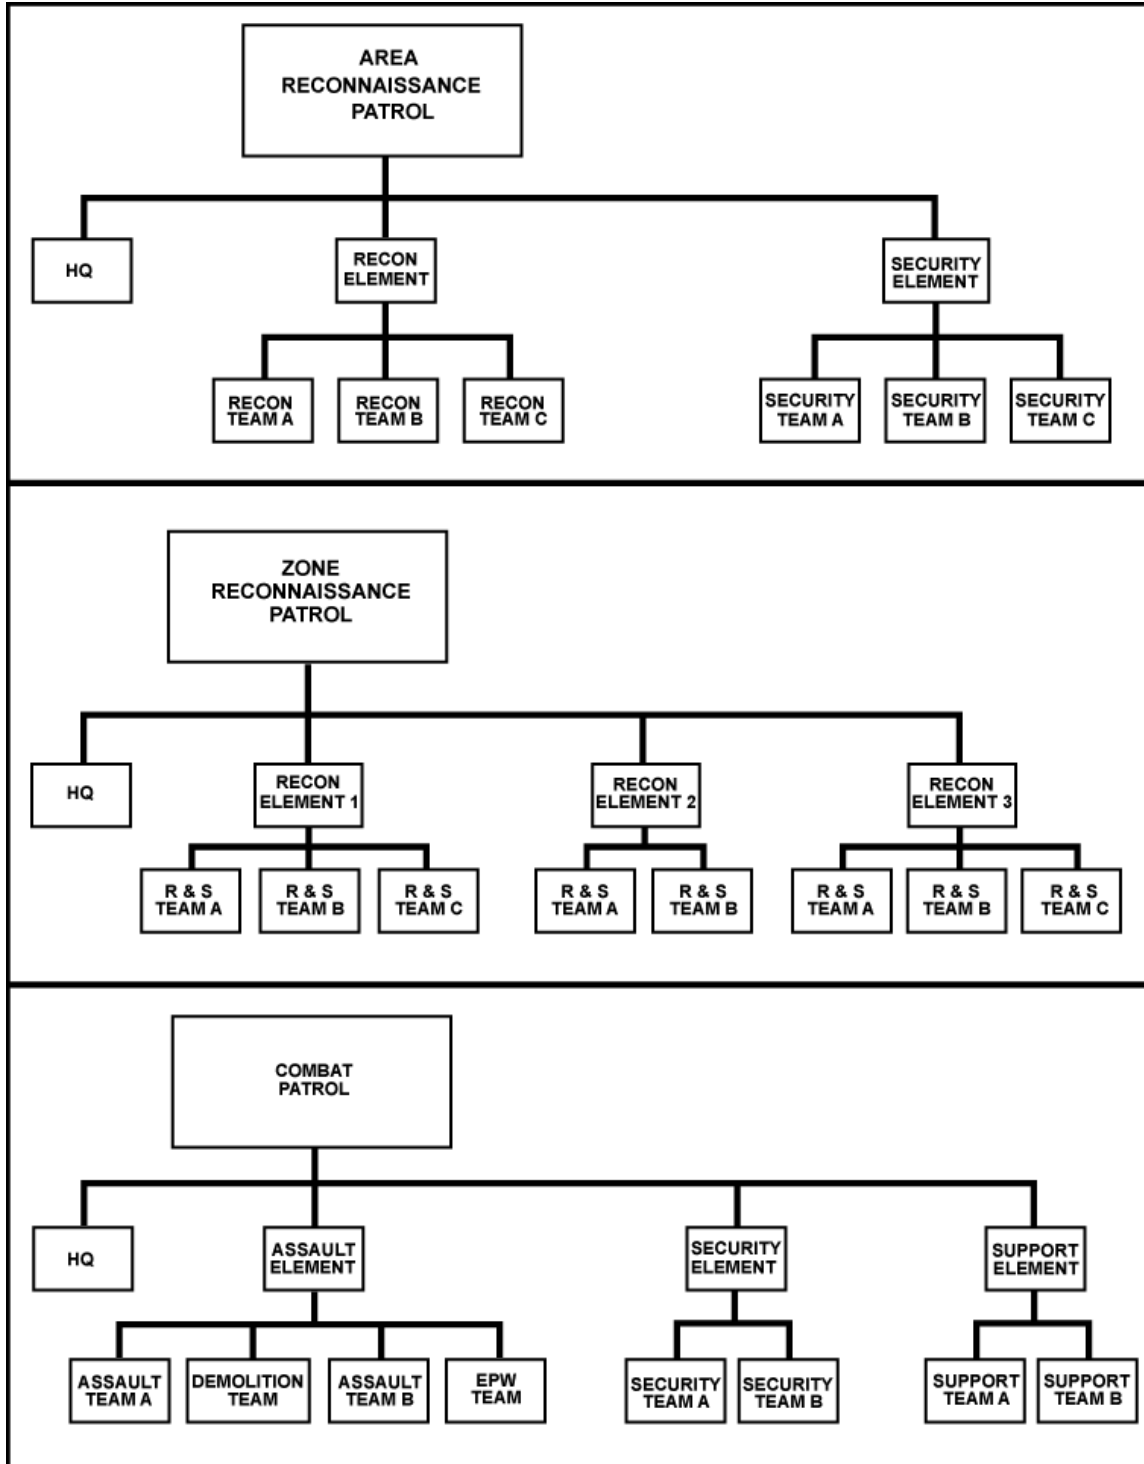 AREA
RECONNAISSANCE
PATROL
HQ
RECON
ELEMENT
SECURITY
ELEMENT
RECON
TEAM A
RECON
TEAM B
RECON
TEAM C
SECURITY
TEAM A
SECURITY
TEAM B
SECURITY
TEAM C
ZONE
RECONNAISSANCE
PATROL
HQ
RECON
ELEMENT 1
RECON
ELEMENT 2
RECON
ELEMENT 3
R & S
TEAM A
R & S
TEAM B
R & S
TEAM C
R & S
TEAM A
R & S
TEAM B
R & S
TEAM A
R & S
TEAM B
R & S
TEAM C
COMBAT
PATROL
HQ
ASSAULT
ELEMENT
SECURITY
ELEMENT
SUPPORT
ELEMENT
ASSAULT
TEAM A
DEMOLITION
TEAM
ASSAULT
TEAM B
EPW
TEAM
SECURITY
TEAM A
SECURITY
TEAM B
SUPPORT
TEAM A
SUPPORT
TEAM B